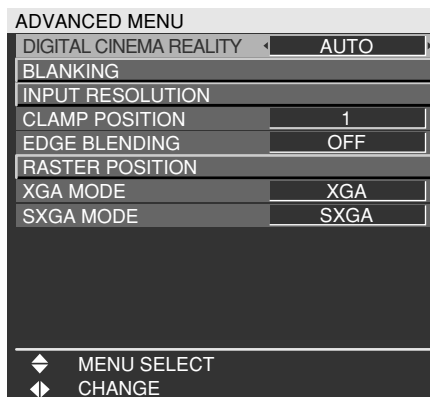 ADVANCED MENU
DIGITAL CINEMA REALITY AUTO
BLANKING
INPUT RESOLUTION
CLAMP POSITION 1
EDGE BLENDING OFF
RASTER POSITION
XGA MODE XGA
SXGA MODE SXGA
MENU SELECT
CHANGE